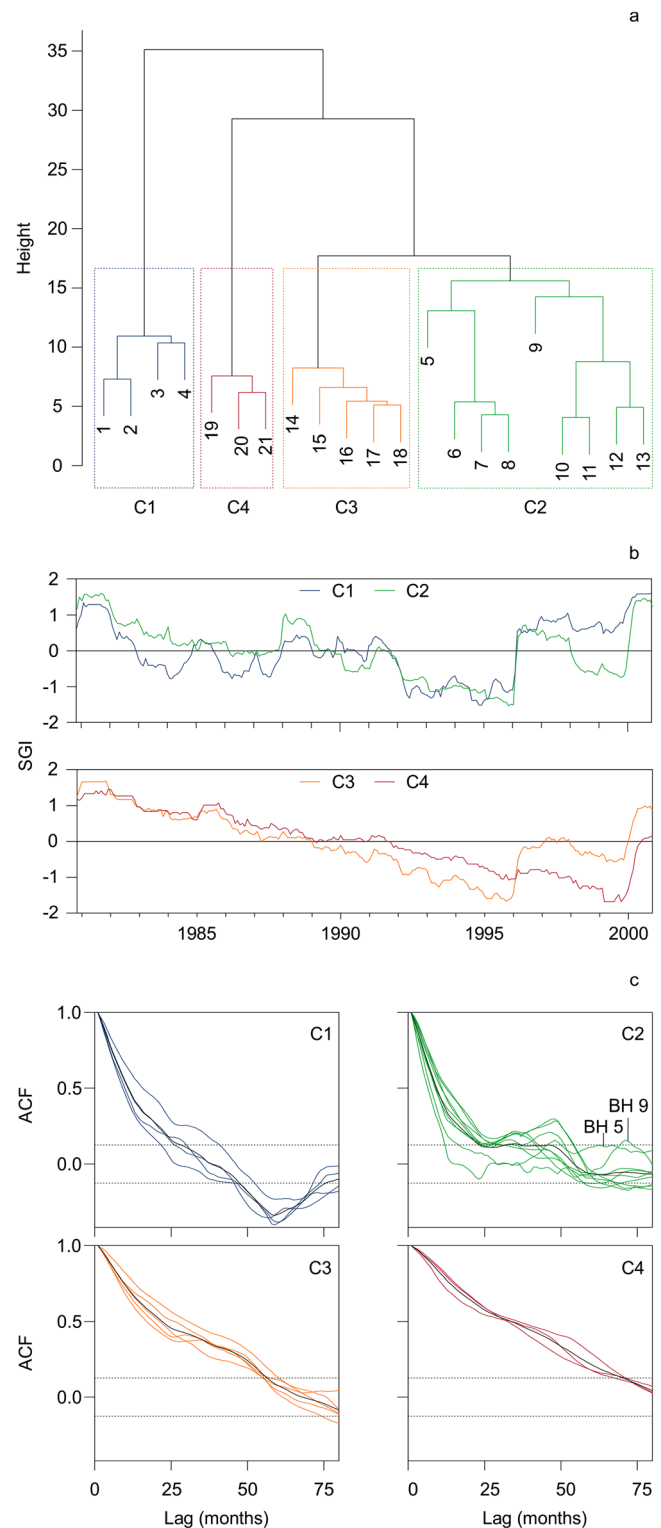 a
35
30
25
20
15
10
5
0
Height
1 2 3 4 19 20 21 14 15 16 17 18 5 6 7 8 9 10 11 12 13
C1 C4 C3 C2
b
2
1
0
-1
-2
C1 C2
SGI
2
1
0
-1
-2
C3 C4
1985 1990 1995 2000
c
1.0
0.5
0.0
ACF
C1
C2
BH 9
BH 5
1.0
0.5
0.0
ACF
C3
C4
0 25 50 75 0 25 50 75
Lag (months) Lag (months)